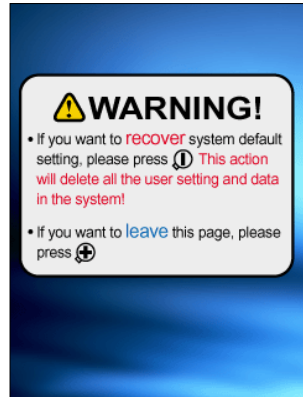 WARNING!
• If you want to recover system default
setting, please press This action
will delete all the user setting and data
in the system!
• If you want to leave this page, please
press